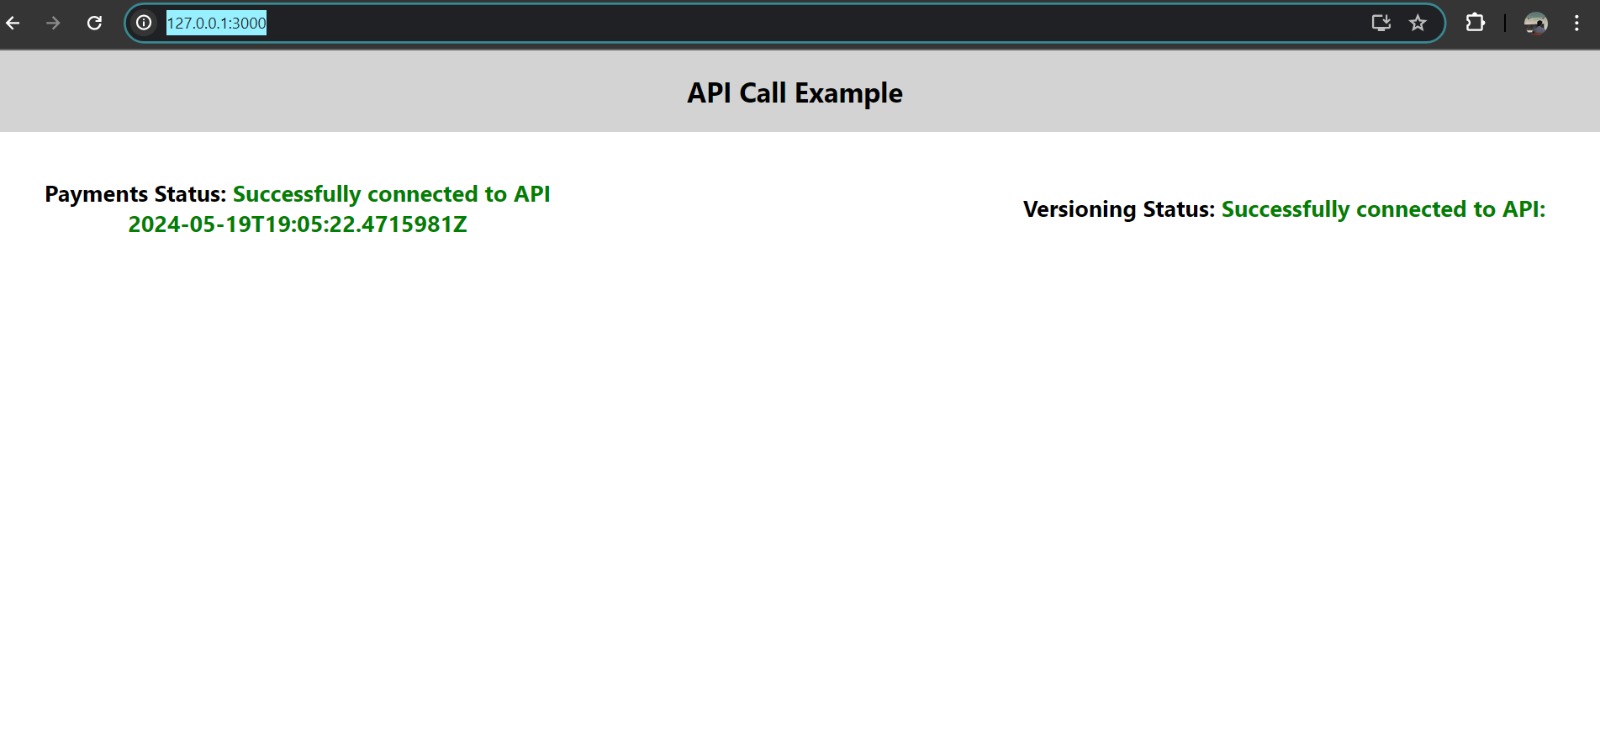 127.0.0.1:3000
API Call Example
Payments Status: Successfully connected to API
2024-05-19T19:05:22.4715981Z
Versioning Status: Successfully connected to API: